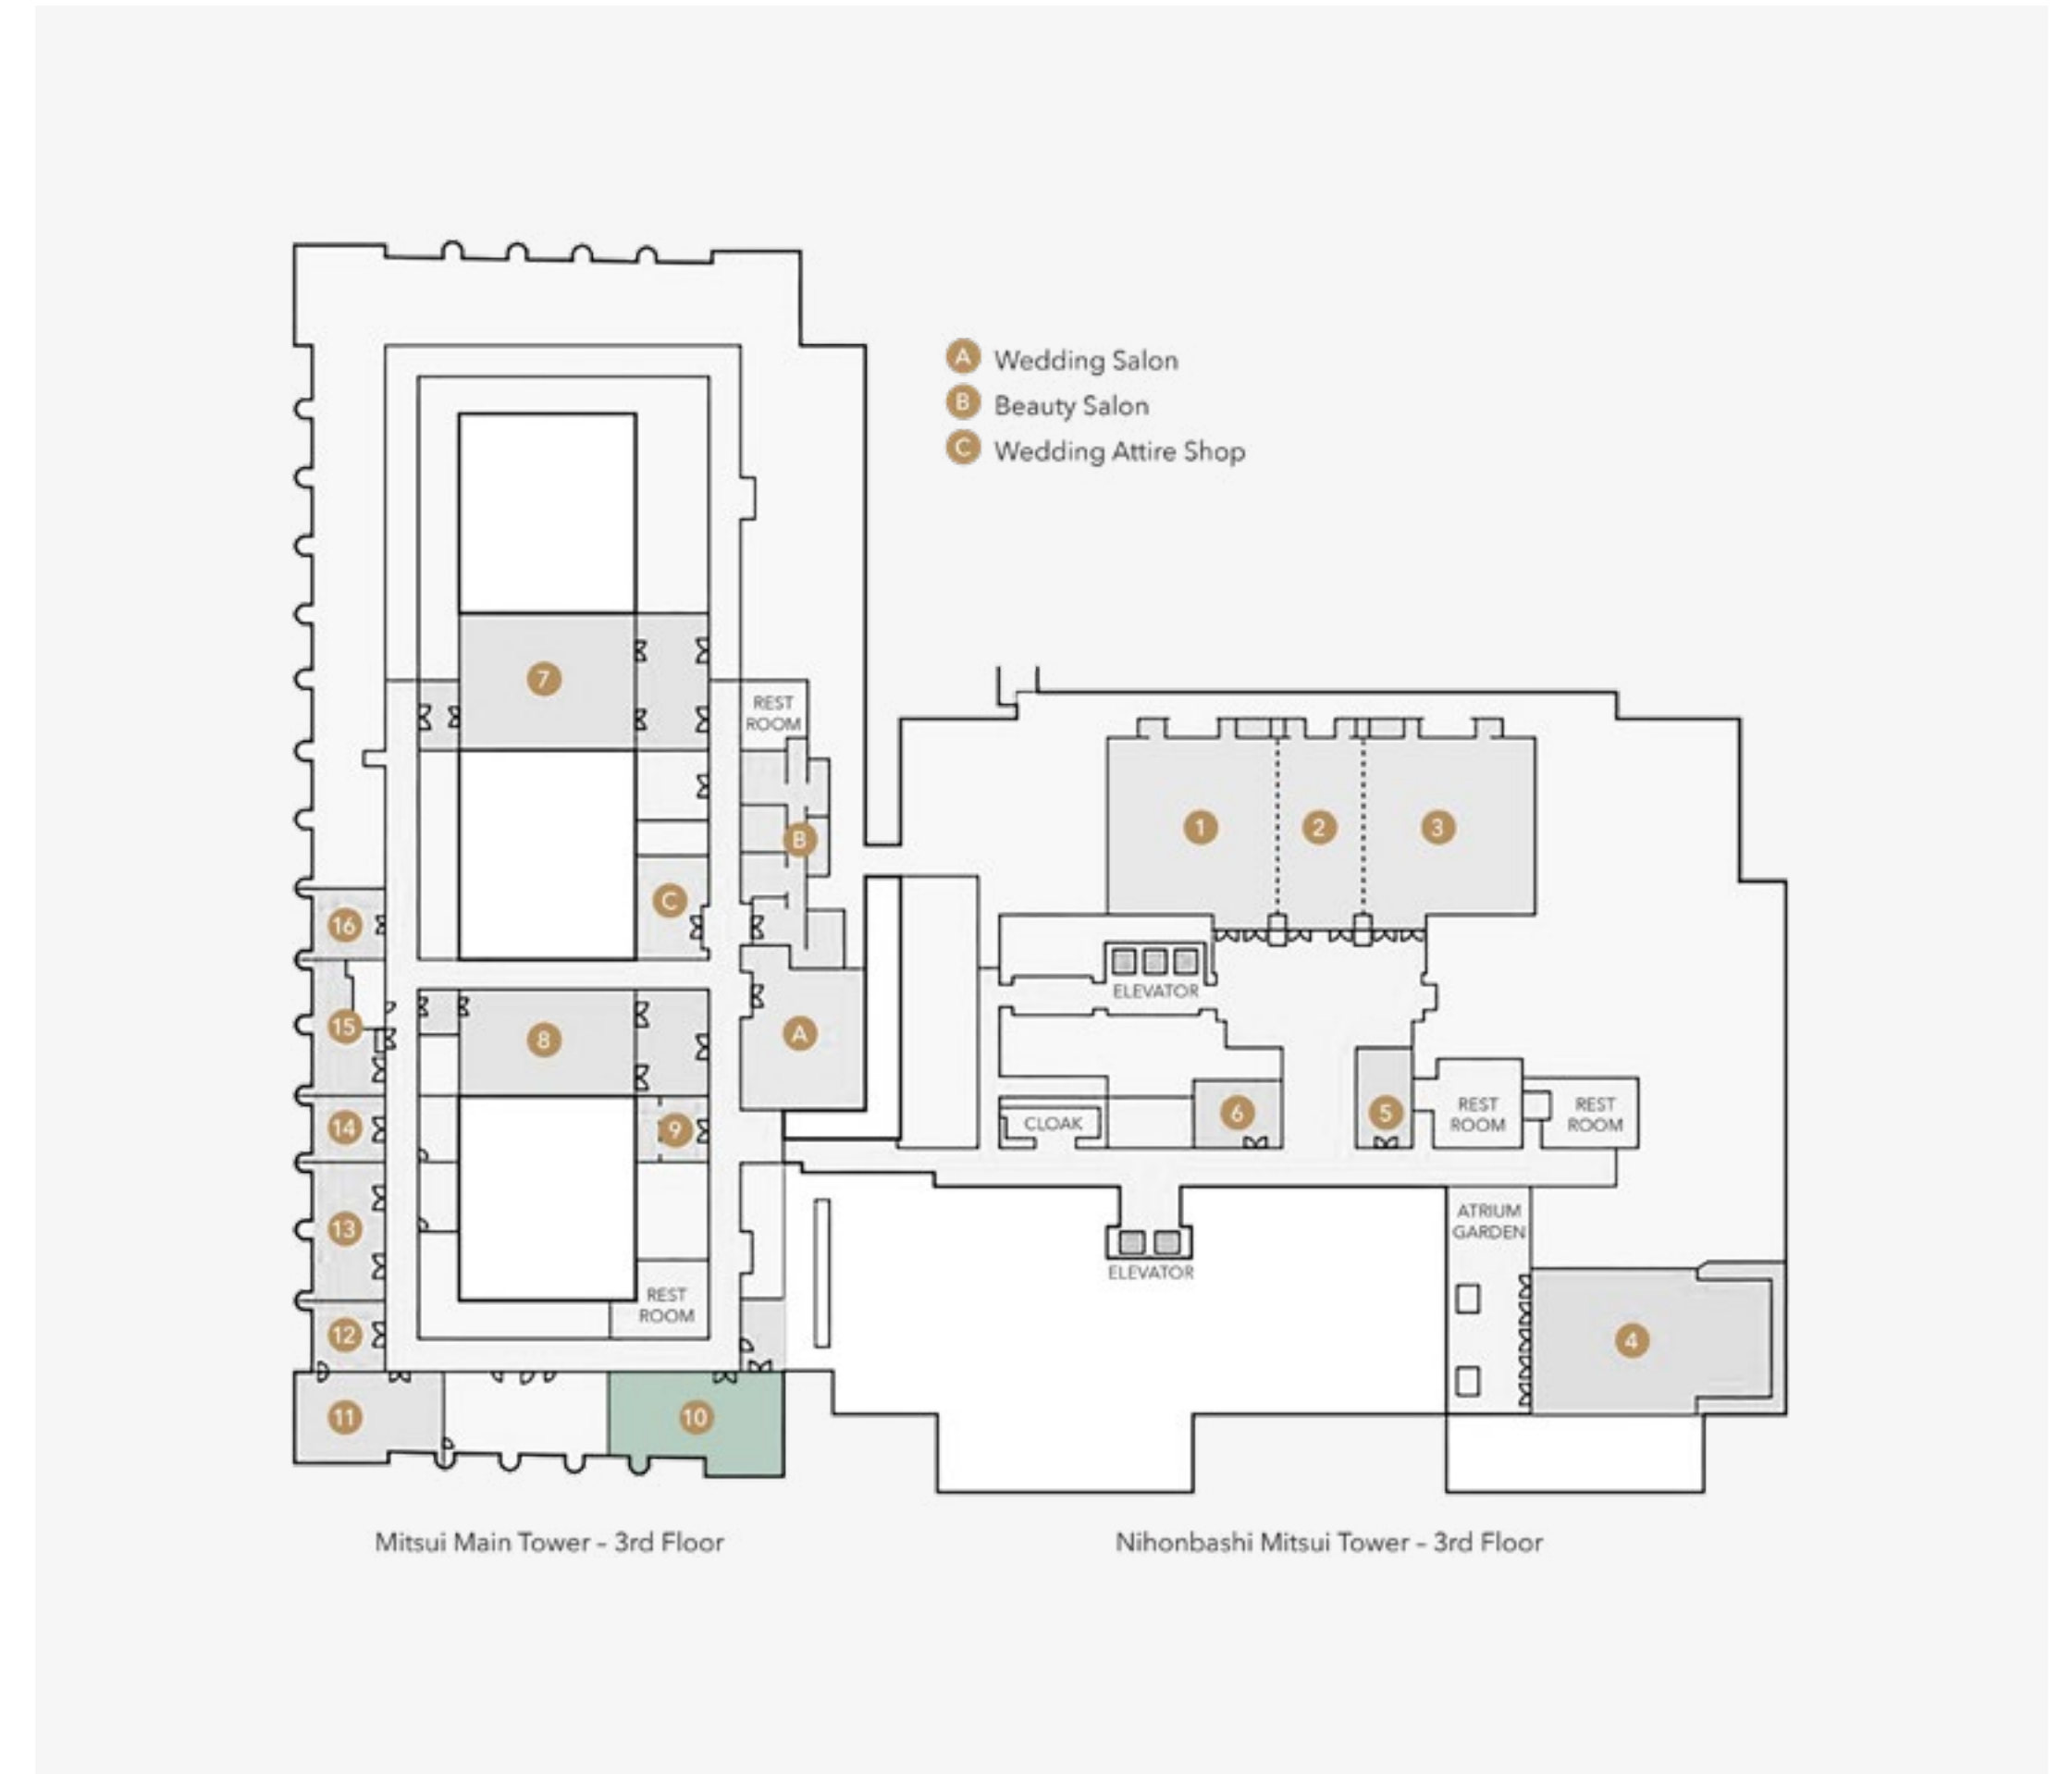 A Wedding Salon
B Beauty Salon
C Wedding Attire Shop
7
REST
ROOM
B
C
16
15
8
A
14
9
13
12
REST
ROOM
11
10
1
2
3
ELEVATOR
6
5
CLOAK
REST
ROOM
REST
ROOM
ATRIUM
GARDEN
ELEVATOR
4
Mitsui Main Tower – 3rd Floor
Nihonbashi Mitsui Tower – 3rd Floor